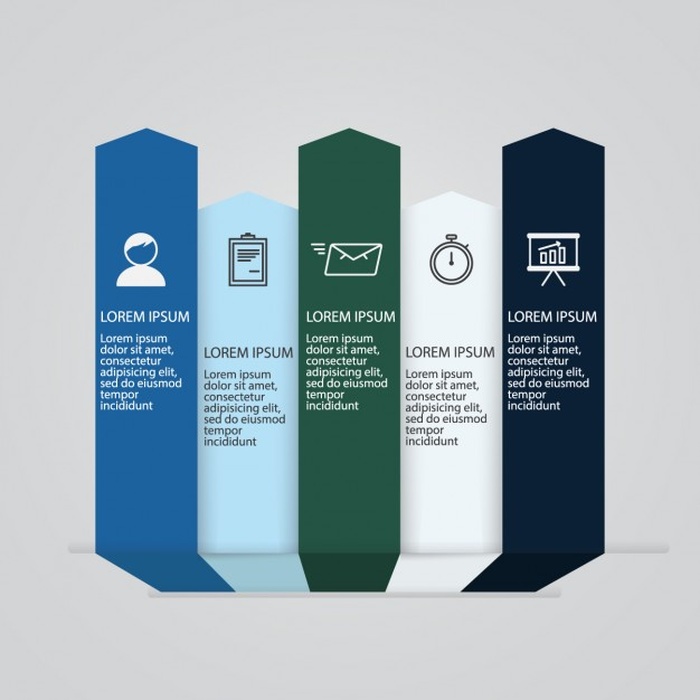 LOREM IPSUM
Lorem ipsum
dolor sit amet,
consectetur
adipisicing elit,
sed do eiusmod
tempor
incididunt
LOREM IPSUM
Lorem ipsum
dolor sit amet,
consectetur
adipisicing elit,
sed do eiusmod
tempor
incididunt
LOREM IPSUM
Lorem ipsum
dolor sit amet,
consectetur
adipisicing elit,
sed do eiusmod
tempor
incididunt
LOREM IPSUM
Lorem ipsum
dolor sit amet,
consectetur
adipisicing elit,
sed do eiusmod
tempor
incididunt
LOREM IPSUM
Lorem ipsum
dolor sit amet,
consectetur
adipisicing elit,
sed do eiusmod
tempor
incididunt